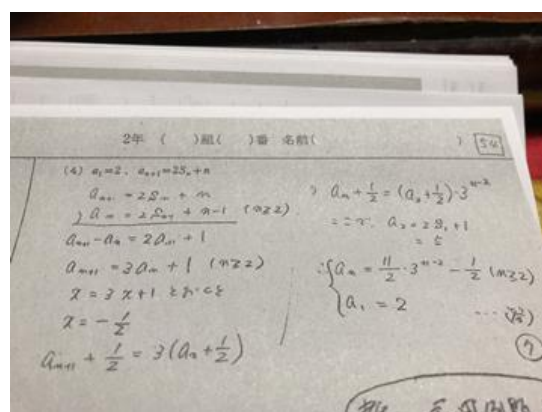 2年 ( )組( )番 名前( ) 54
(4) a₁=2, aₙ₊₁=2Sₙ+n
aₙ₊₁ = 2Sₙ + n
) aₙ = 2Sₙ₋₁ + n-1 (n≧2)
aₙ₊₁-aₙ = 2aₙ+1
aₙ₊₁ = 3aₙ+1 (n≧2)
x = 3x+1 とおくと
x = -1/2
aₙ₊₁ + 1/2 = 3(aₙ+1/2)
aₙ+1/2 = (a₂+1/2)・3ⁿ⁻²
ここで、 a₂=2S₁+1
= 5
∴{aₙ = 11/2・3ⁿ⁻² - 1/2 (n≧2)
a₁ = 2
7